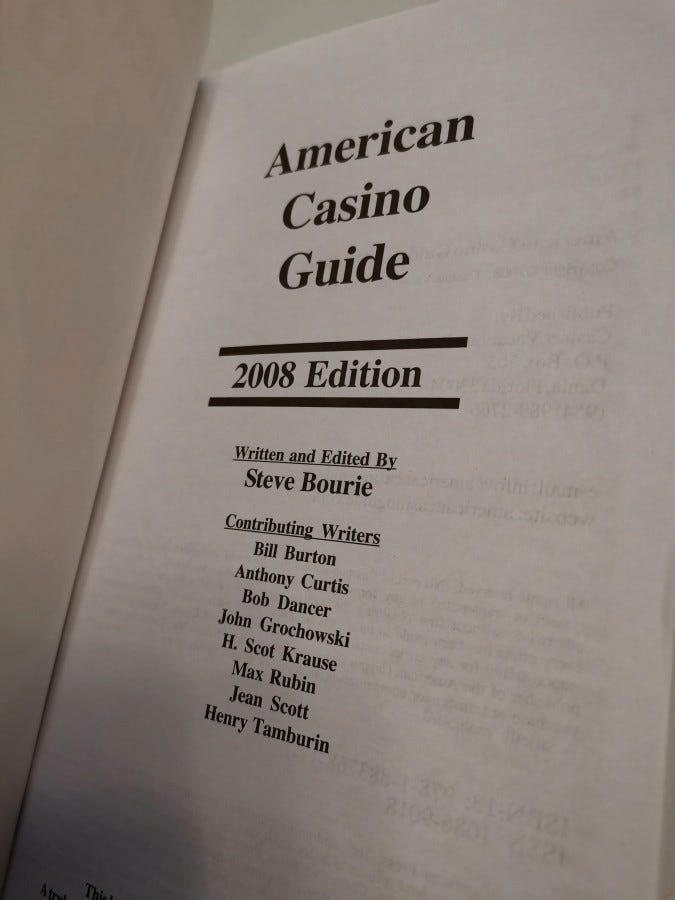 American
Casino
Guide
2008 Edition
Written and Edited By
Steve Bourie
Contributing Writers
Bill Burton
Anthony Curtis
Bob Dancer
John Grochowski
H. Scot Krause
Max Rubin
Jean Scott
Henry Tamburin